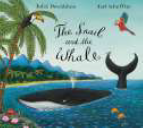 Julia Donaldson Axel Scheffler
The Snail
and the
Whale